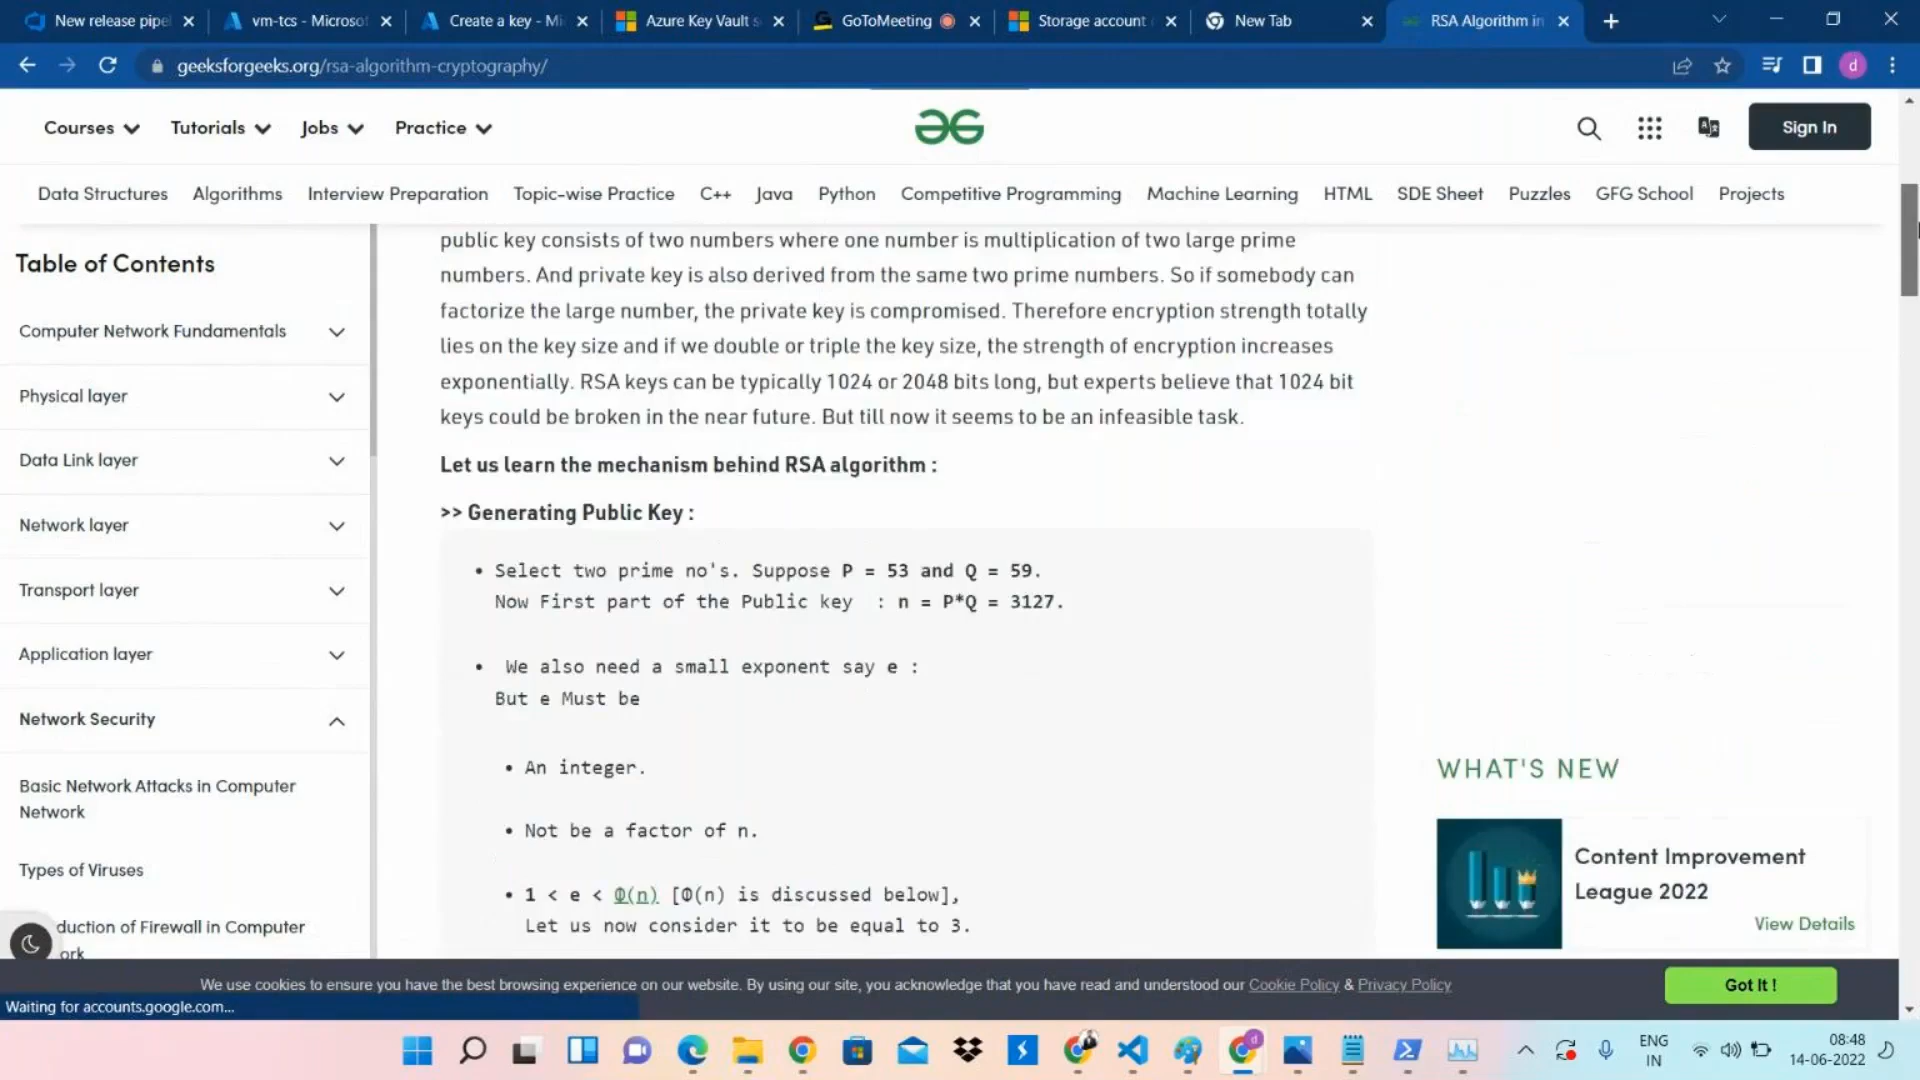 New release pipel
vm-tcs - Microsof
Create a key - Mi
Azure Key Vault s
GoToMeeting
Storage account
New Tab
RSA Algorithm in
geeksforgeeks.org/rsa-algorithm-cryptography/
d
Courses
Tutorials
Jobs
Practice
Sign In
Data Structures
Algorithms
Interview Preparation
Topic-wise Practice
C++
Java
Python
Competitive Programming
Machine Learning
HTML
SDE Sheet
Puzzles
GFG School
Projects
Table of Contents
Computer Network Fundamentals
Physical layer
Data Link layer
Network layer
Transport layer
Application layer
Network Security
Basic Network Attacks in Computer
Network
Types of Viruses
duction of Firewall in Computer
ork
public key consists of two numbers where one number is multiplication of two large prime
numbers. And private key is also derived from the same two prime numbers. So if somebody can
factorize the large number, the private key is compromised. Therefore encryption strength totally
lies on the key size and if we double or triple the key size, the strength of encryption increases
exponentially. RSA keys can be typically 1024 or 2048 bits long, but experts believe that 1024 bit
keys could be broken in the near future. But till now it seems to be an infeasible task.
Let us learn the mechanism behind RSA algorithm :
>> Generating Public Key :
• Select two prime no's. Suppose P = 53 and Q = 59.
Now First part of the Public key : n = P*Q = 3127.
• We also need a small exponent say e :
But e Must be
• An integer.
• Not be a factor of n.
• 1 < e < Φ(n) [Φ(n) is discussed below],
Let us now consider it to be equal to 3.
WHAT'S NEW
Content Improvement
League 2022
View Details
We use cookies to ensure you have the best browsing experience on our website. By using our site, you acknowledge that you have read and understood our Cookie Policy & Privacy Policy
Got It !
Waiting for accounts.google.com...
ENG
IN
08:48
14-06-2022